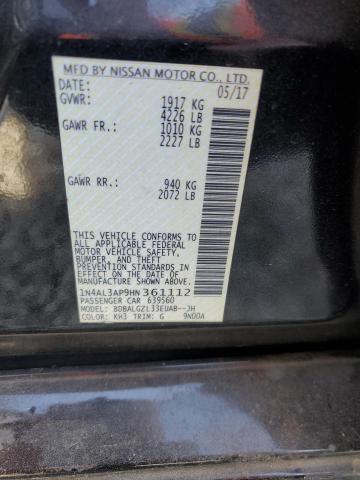 MFD BY NISSAN MOTOR CO., LTD.
DATE: 05/17
GVWR: 1917 KG
4226 LB
GAWR FR: 1010 KG
2227 LB
GAWR RR: 940 KG
2072 LB
THIS VEHICLE CONFORMS TO
ALL APPLICABLE FEDERAL
MOTOR VEHICLE SAFETY,
BUMPER, AND THEFT
PREVENTION STANDARDS
IN EFFECT ON THE DATE OF
MANUFACTURE SHOWN ABOVE.
1N4AL3AP9HN361112
PASSENGER CAR 639560
MODEL: BDBALGZL33EUAB--JH
COLOR: KH3 TRIM: G 9N00A